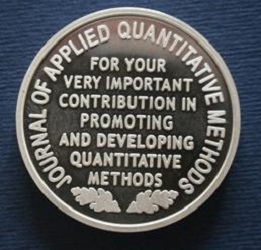 JOURNAL OF APPLIED QUANTITATIVE METHODS
FOR YOUR
VERY IMPORTANT
CONTRIBUTION IN
PROMOTING
AND DEVELOPING
QUANTITATIVE
METHODS